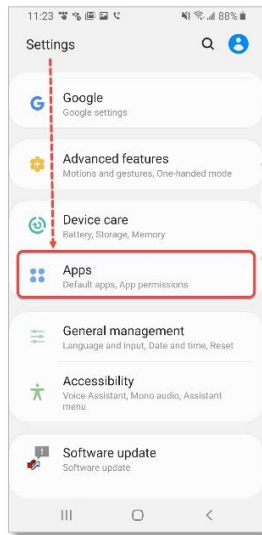 11:23 88%
Settings
Google
Google settings
Advanced features
Motions and gestures, One-handed mode
Device care
Battery, Storage, Memory
Apps
Default apps, App permissions
General management
Language and input, Date and time, Reset
Accessibility
Voice Assistant, Mono audio, Assistant
menu
Software update
Software update